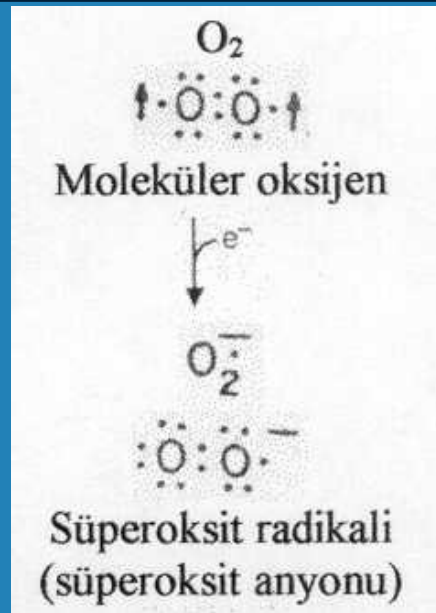 O₂
·O:O·
Moleküler oksijen
e⁻
O₂·⁻
:O:O·⁻
Süperoksit radikali
(süperoksit anyonu)